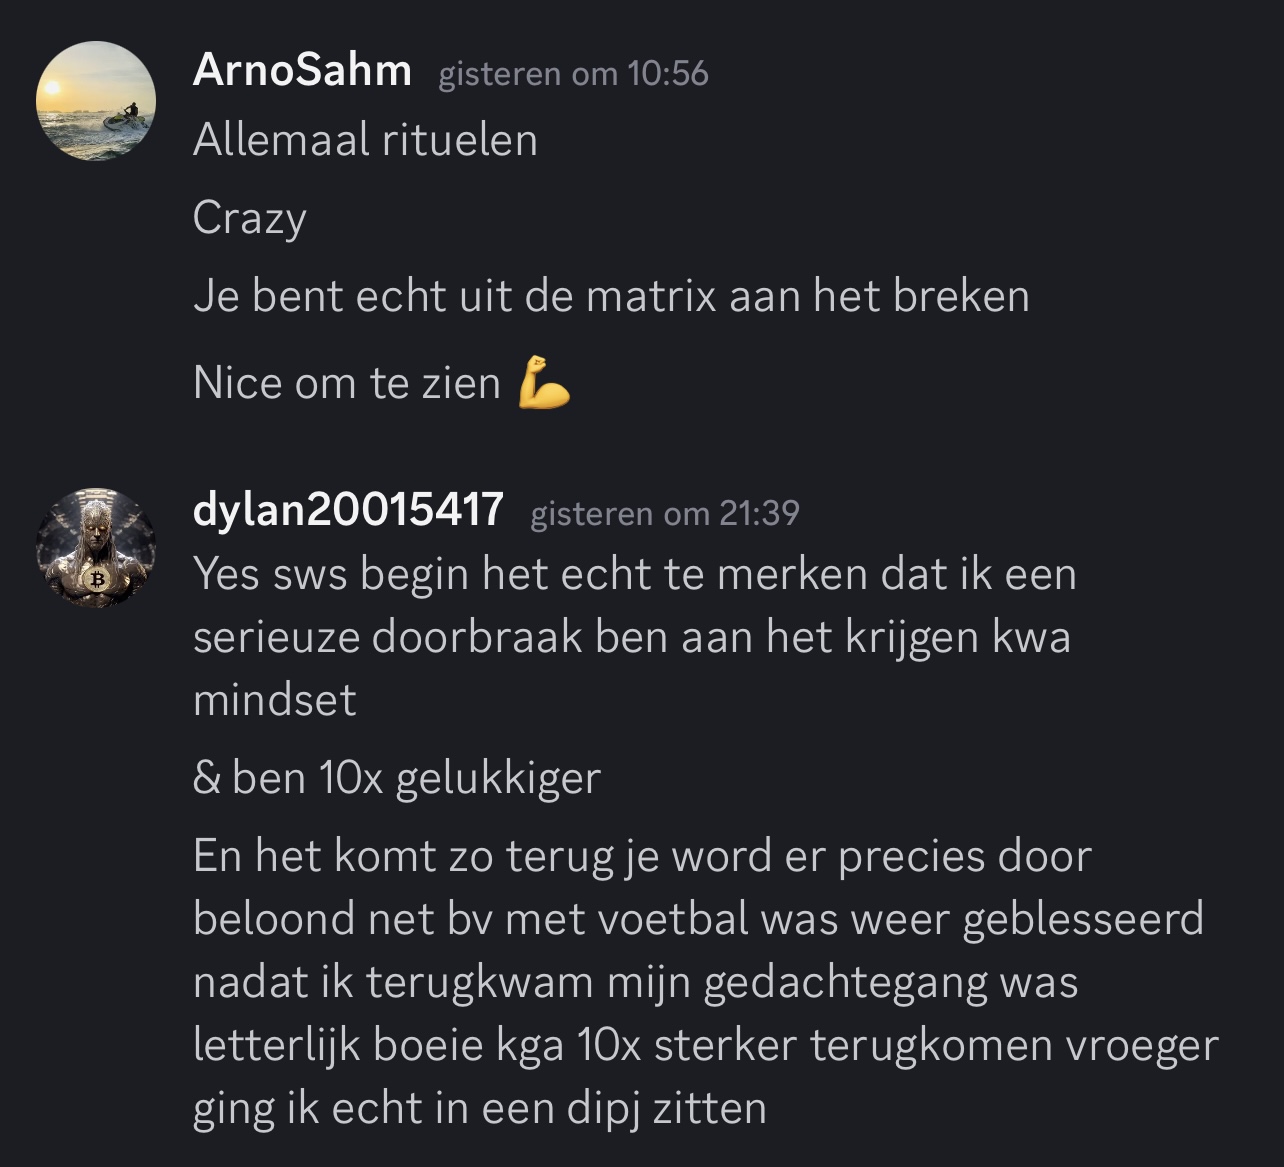 ArnoSahm gisteren om 10:56
Allemaal rituelen
Crazy
Je bent echt uit de matrix aan het breken
Nice om te zien 💪
dylan20015417 gisteren om 21:39
Yes sws begin het echt te merken dat ik een
serieuze doorbraak ben aan het krijgen kwa
mindset
& ben 10x gelukkiger
En het komt zo terug je word er precies door
beloond net bv met voetbal was weer geblesseerd
nadat ik terugkwam mijn gedachtegang was
letterlijk boeie kga 10x sterker terugkomen vroeger
ging ik echt in een dipj zitten